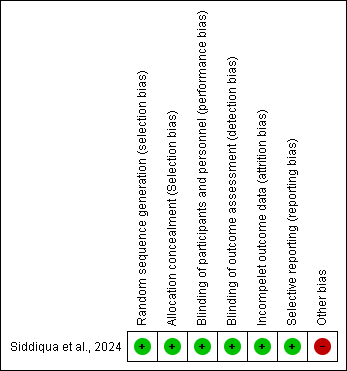 Random sequence generation (selection bias)
Allocation concealment (Selection bias)
Blinding of participants and personnel (performance bias)
Blinding of outcome assessment (detection bias)
Incompelet outcome data (attrition bias)
Selective reporting (reporting bias)
Other bias
Siddiqua et al., 2024 + + + + + + -